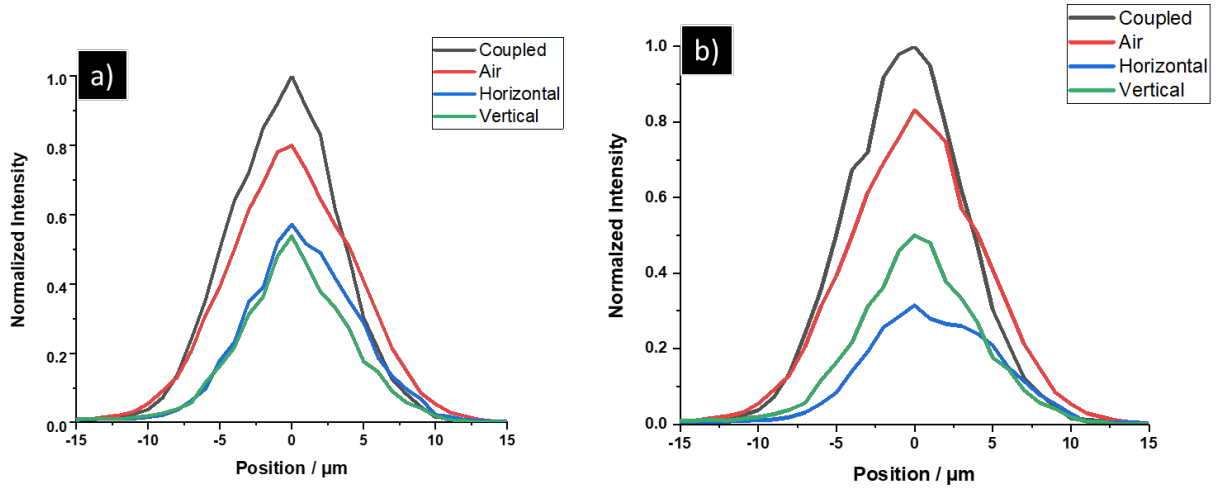 a)
Coupled
Air
Horizontal
Vertical
1.0
0.8
0.6
0.4
0.2
0.0
-15
-10
-5
0
5
10
15
Normalized Intensity
Position / µm
b)
Coupled
Air
Horizontal
Vertical
1.0
0.8
0.6
0.4
0.2
0.0
-15
-10
-5
0
5
10
15
Normalized Intensity
Position / µm